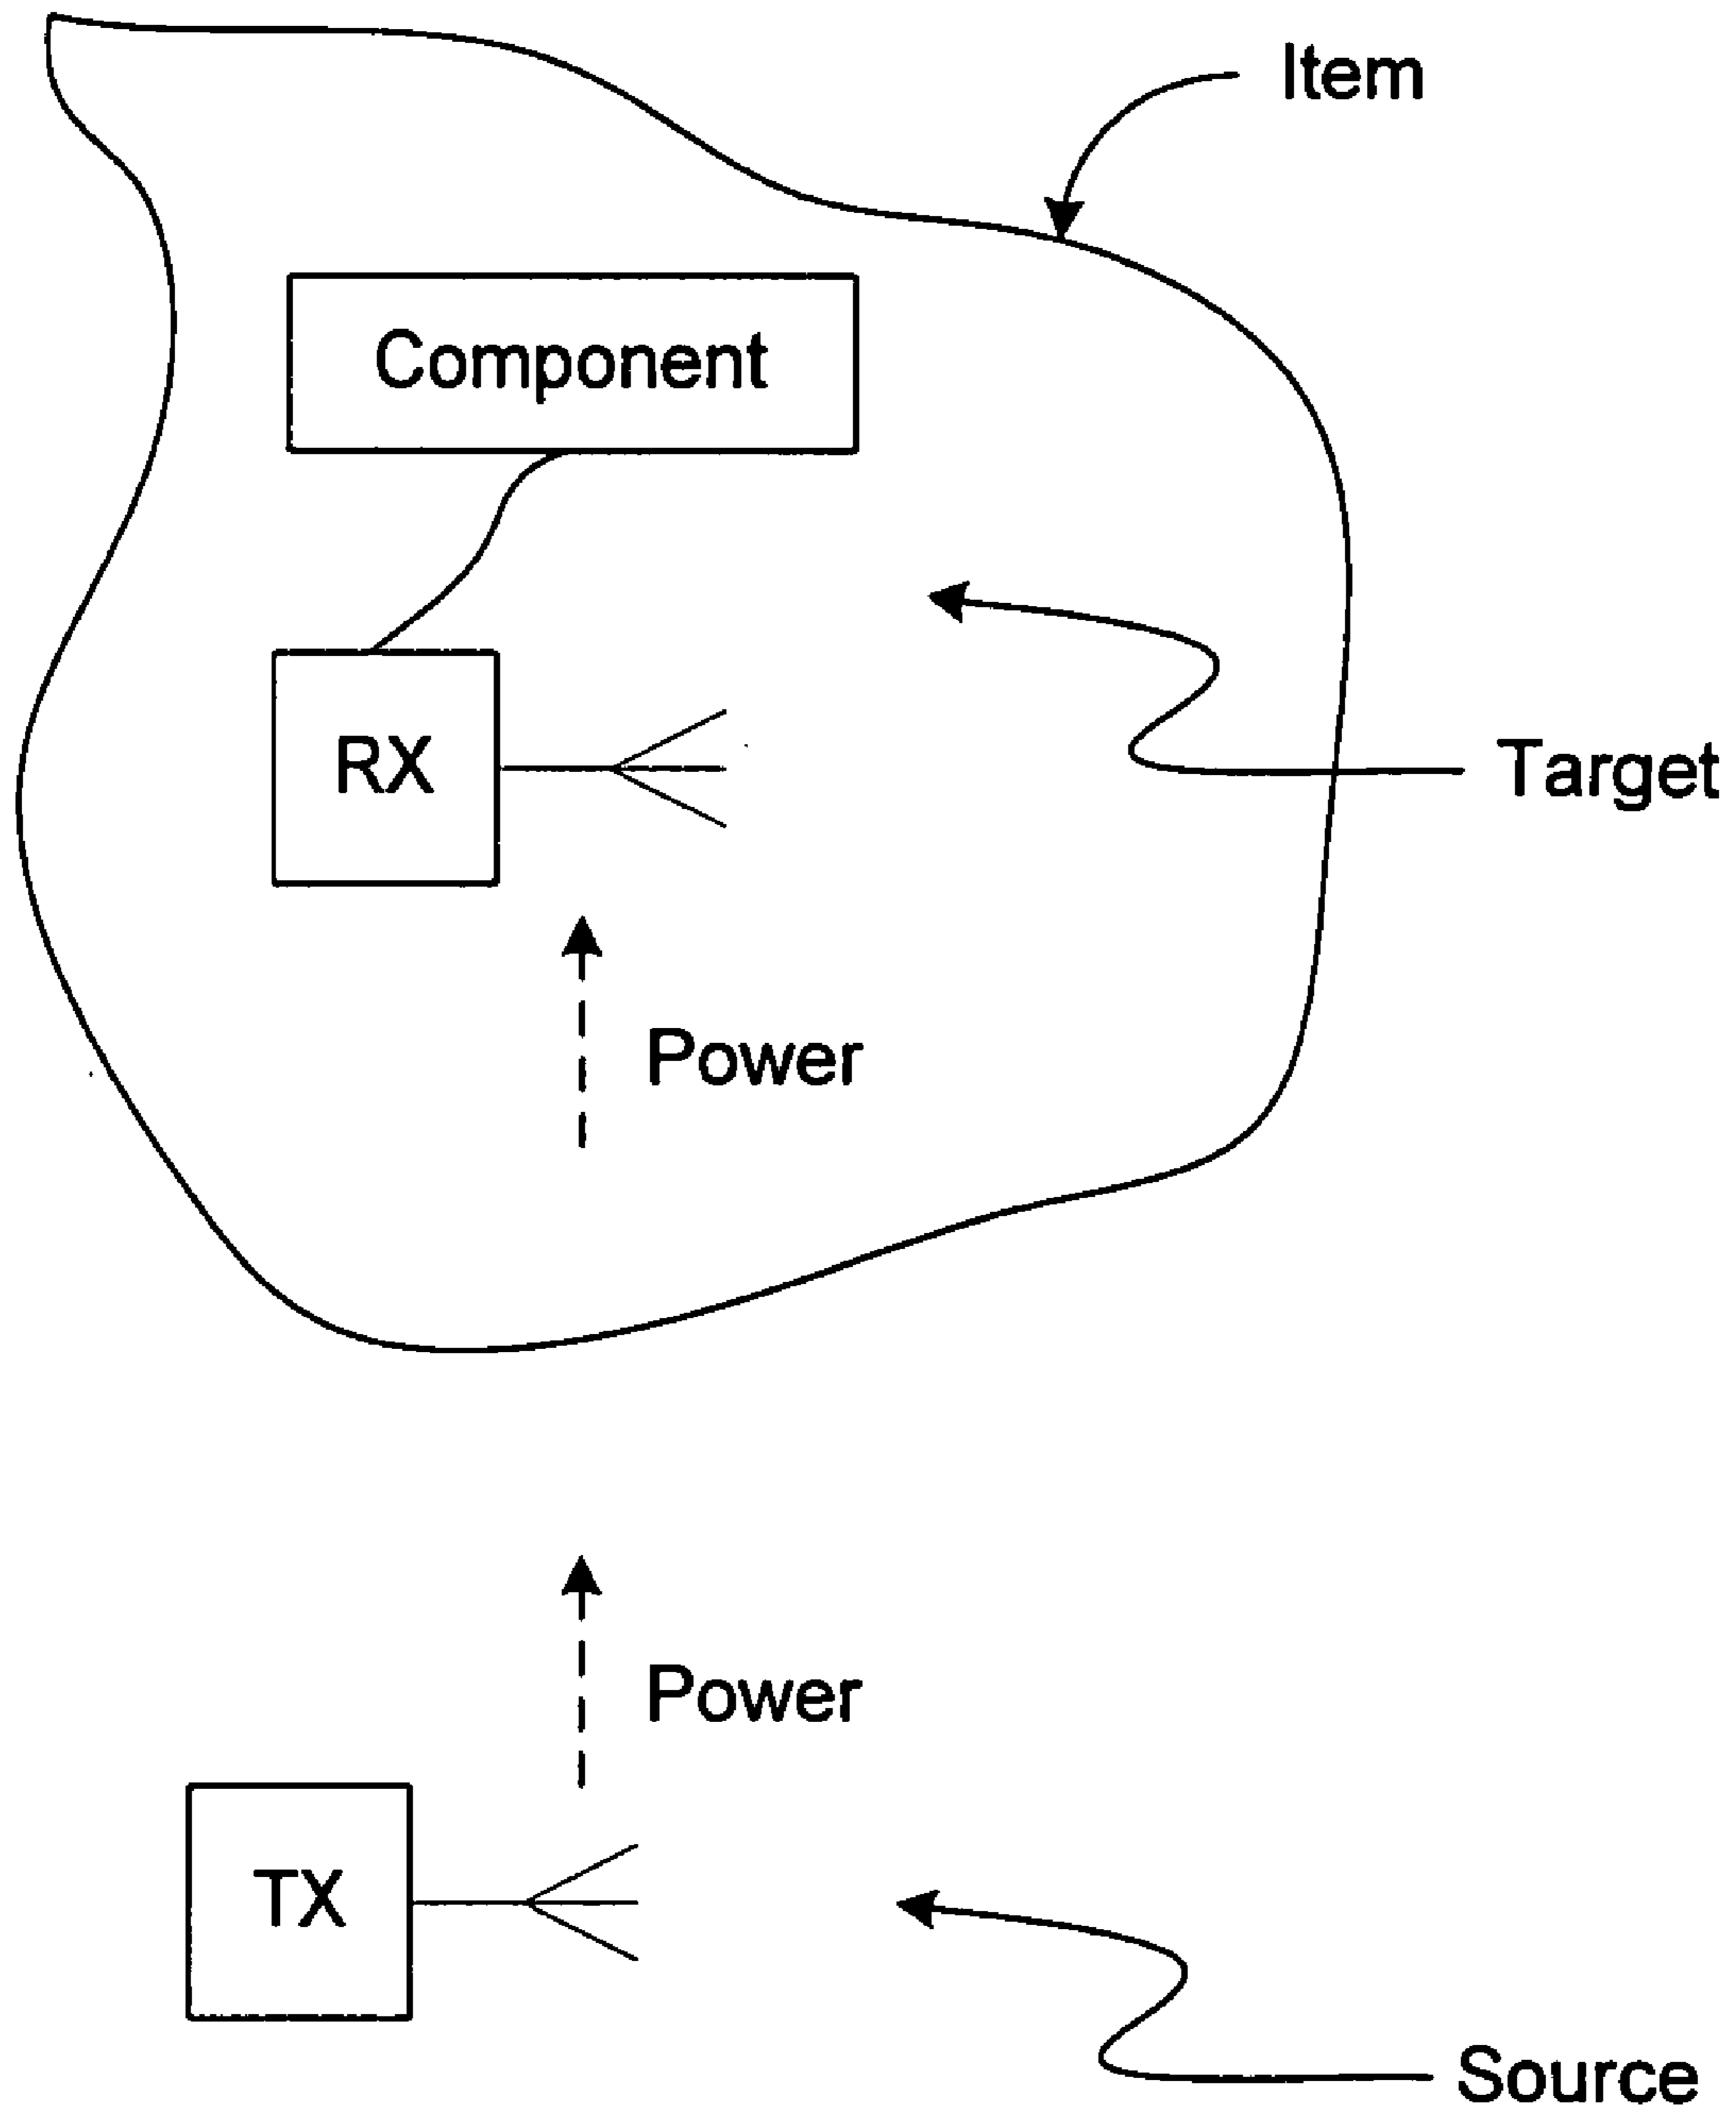 Item
Component
RX
Target
Power
Power
TX
Source